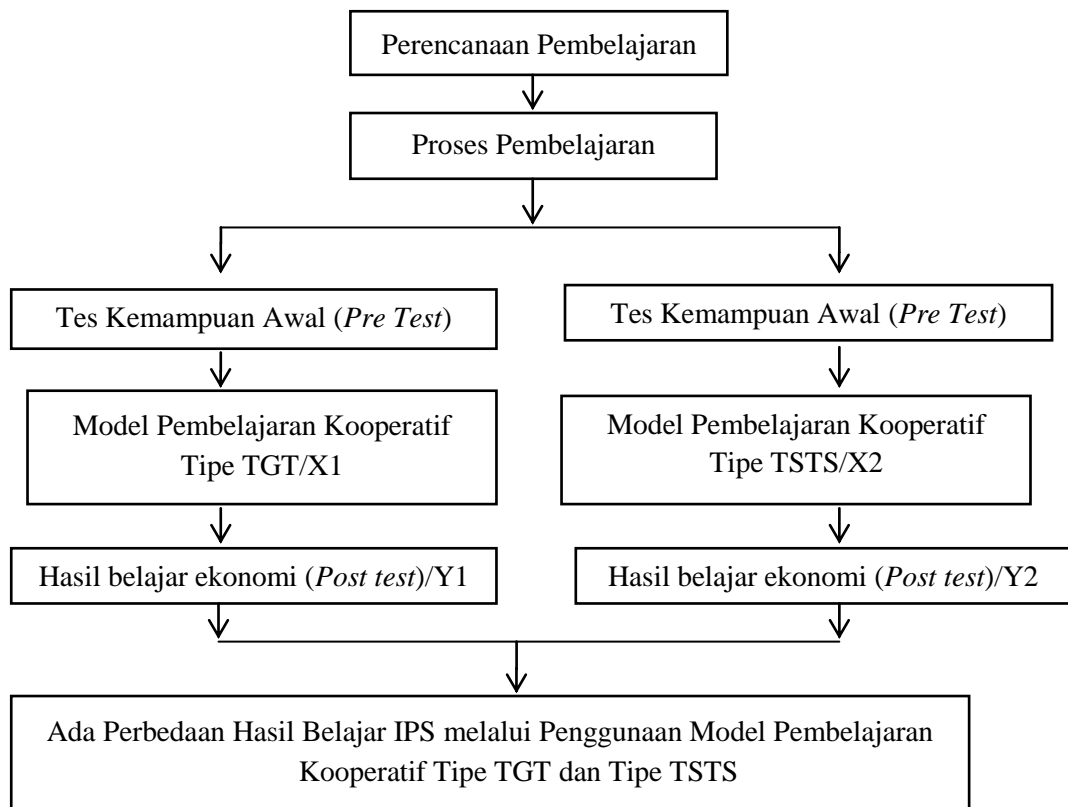 Perencanaan Pembelajaran
Proses Pembelajaran
Tes Kemampuan Awal (Pre Test)
Tes Kemampuan Awal (Pre Test)
Model Pembelajaran Kooperatif
Tipe TGT/X1
Model Pembelajaran Kooperatif
Tipe TSTS/X2
Hasil belajar ekonomi (Post test)/Y1
Hasil belajar ekonomi (Post test)/Y2
Ada Perbedaan Hasil Belajar IPS melalui Penggunaan Model Pembelajaran
Kooperatif Tipe TGT dan Tipe TSTS